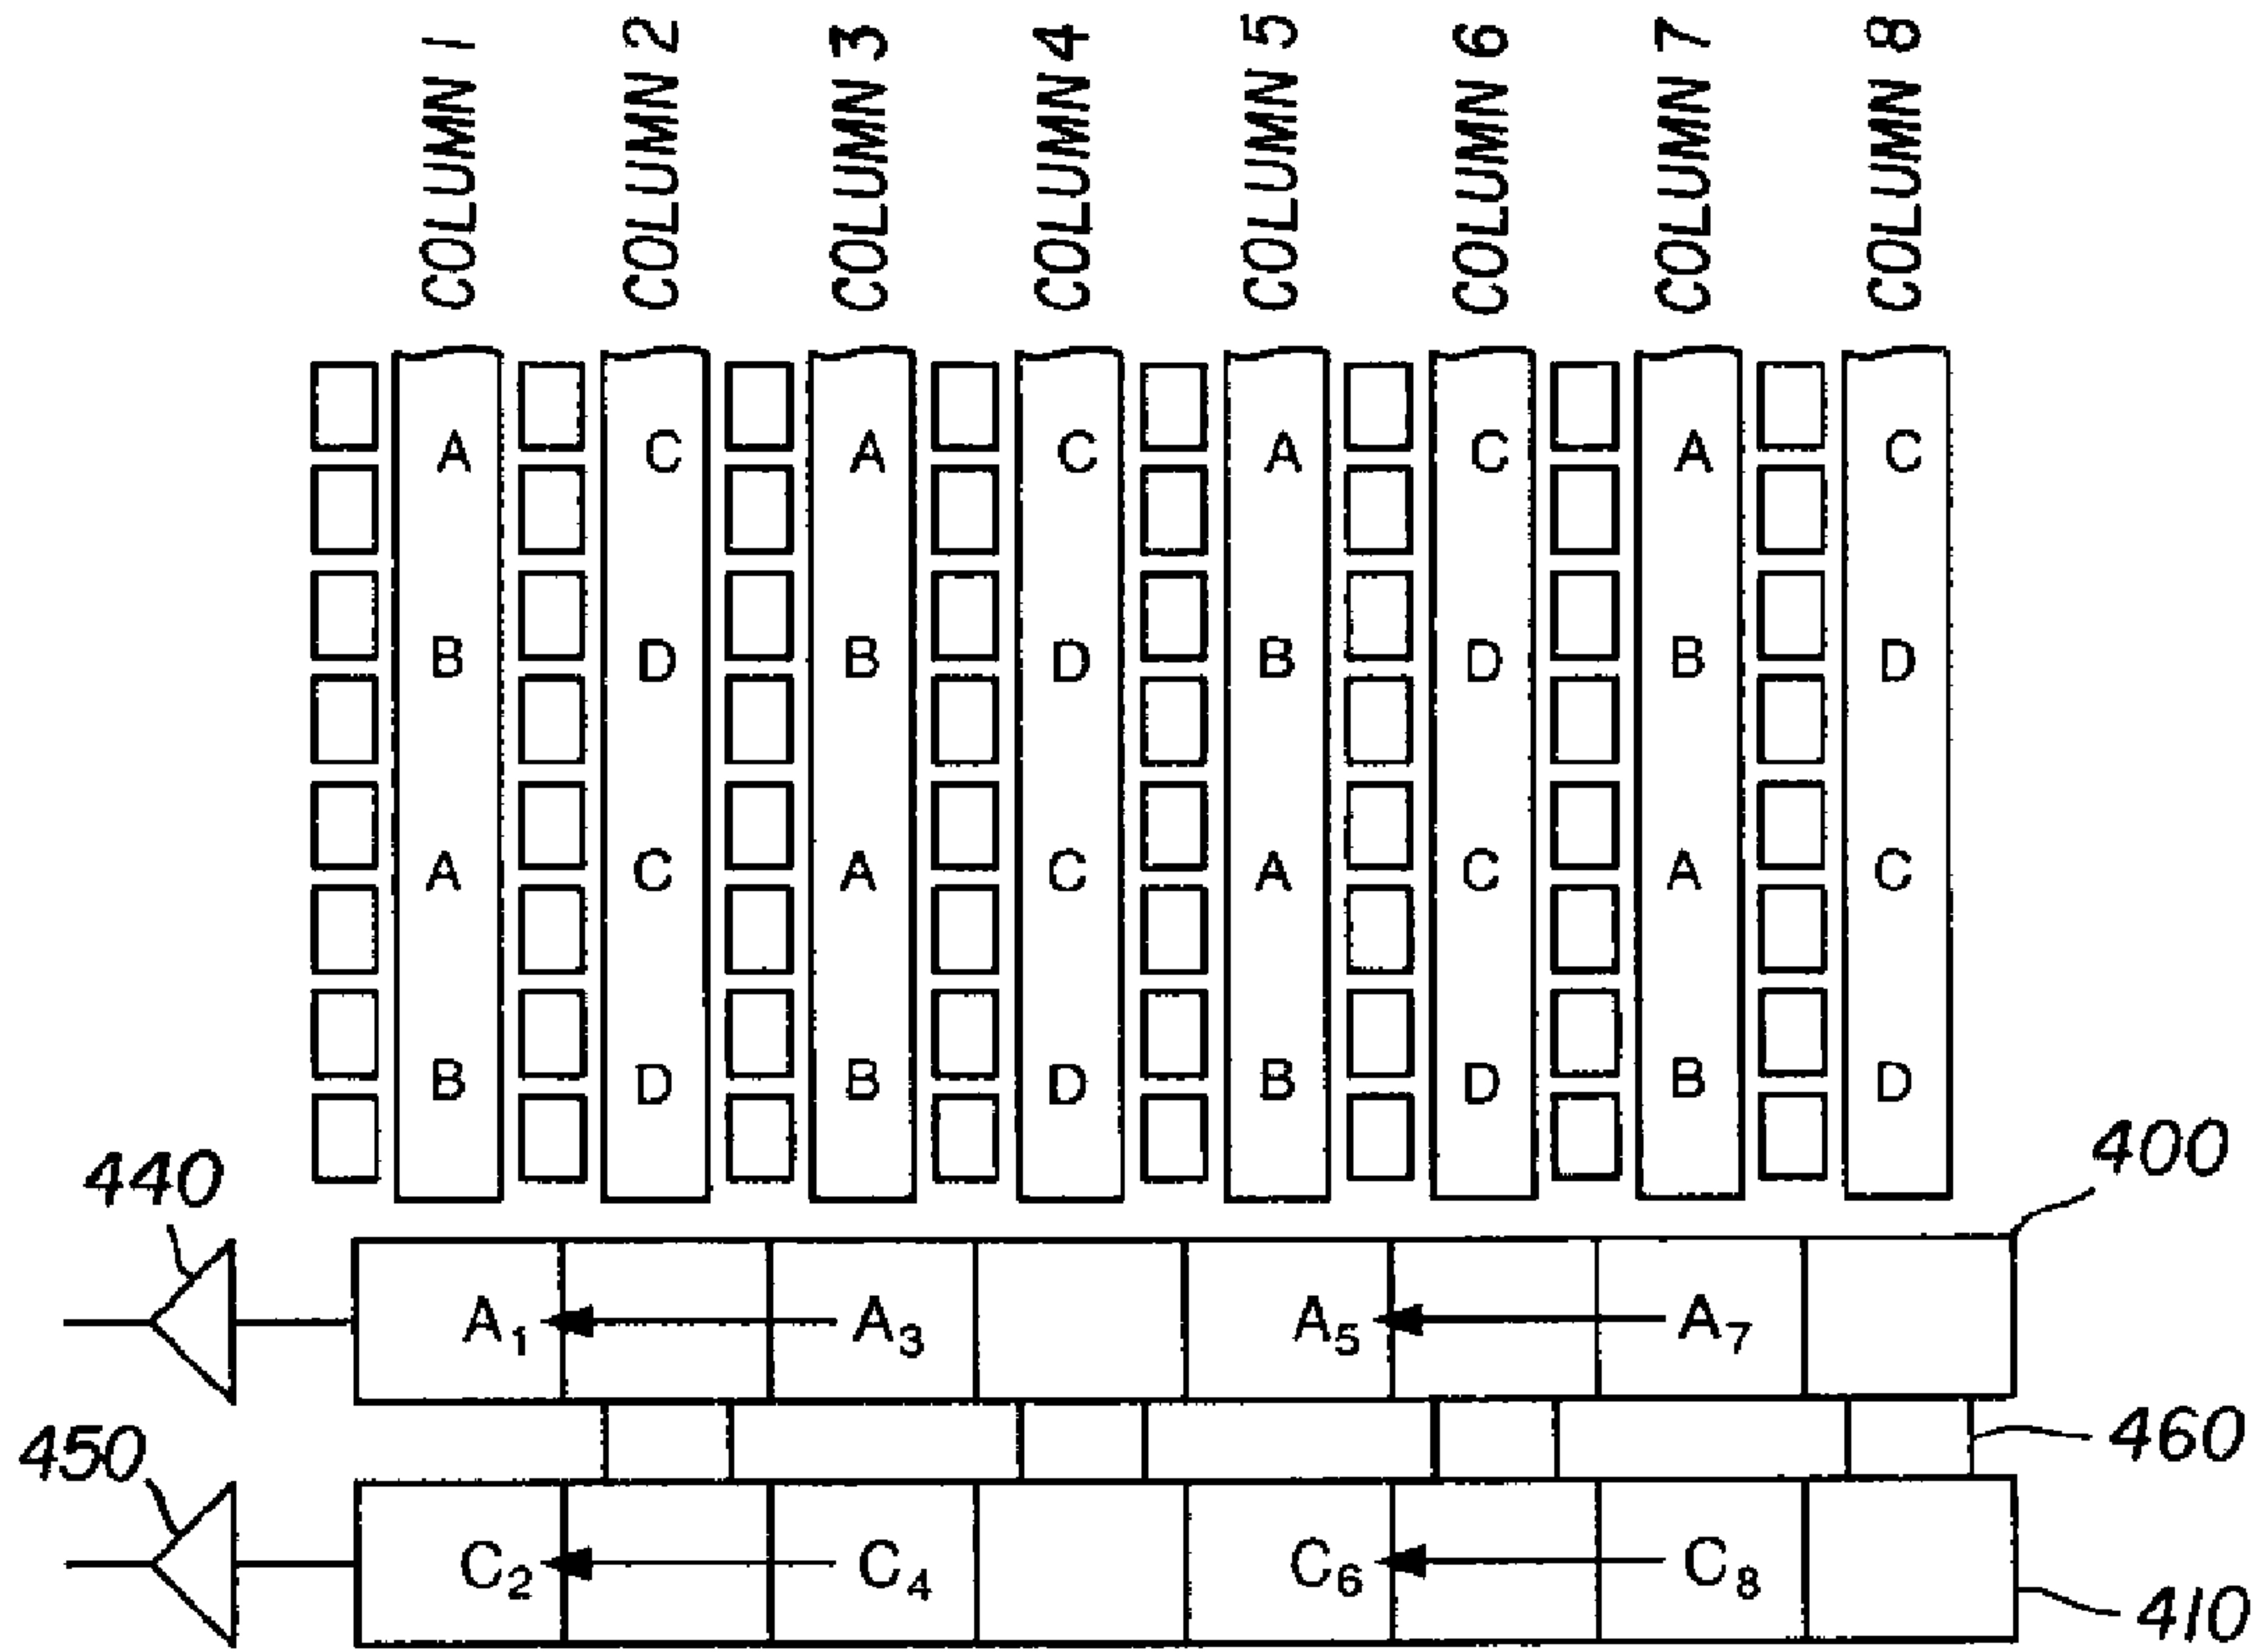 COLUMN 1 COLUMN 2 COLUMN 3 COLUMN 4 COLUMN 5 COLUMN 6 COLUMN 7 COLUMN 8
A C A C A C A C
B D B D B D B D
A C A C A C A C
B D B D B D B D
440 400
A1 A3 A5 A7
450 460
C2 C4 C6 C8
410